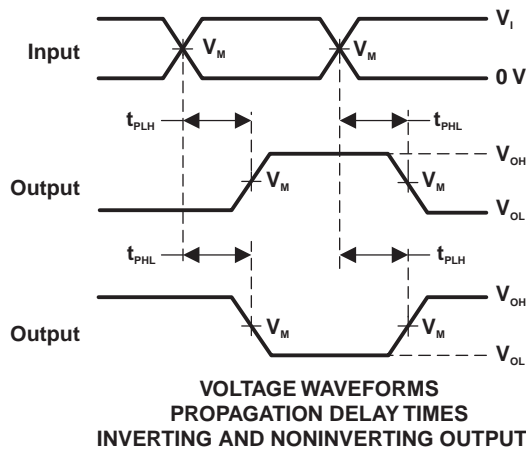 V_I
Input V_M V_M
0 V
t_PLH t_PHL
V_OH
Output V_M V_M
V_OL
t_PHL t_PLH
V_OH
Output V_M V_M
V_OL
VOLTAGE WAVEFORMS
PROPAGATION DELAY TIMES
INVERTING AND NONINVERTING OUTPUT